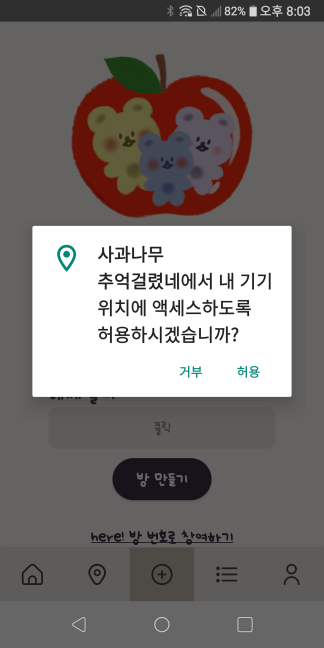 82% 오후 8:03
사과나무
추억걸렸네에서 내 기기
위치에 액세스하도록
허용하시겠습니까?
거부 허용
클릭
방 만들기
here! 방 번호로 참여하기